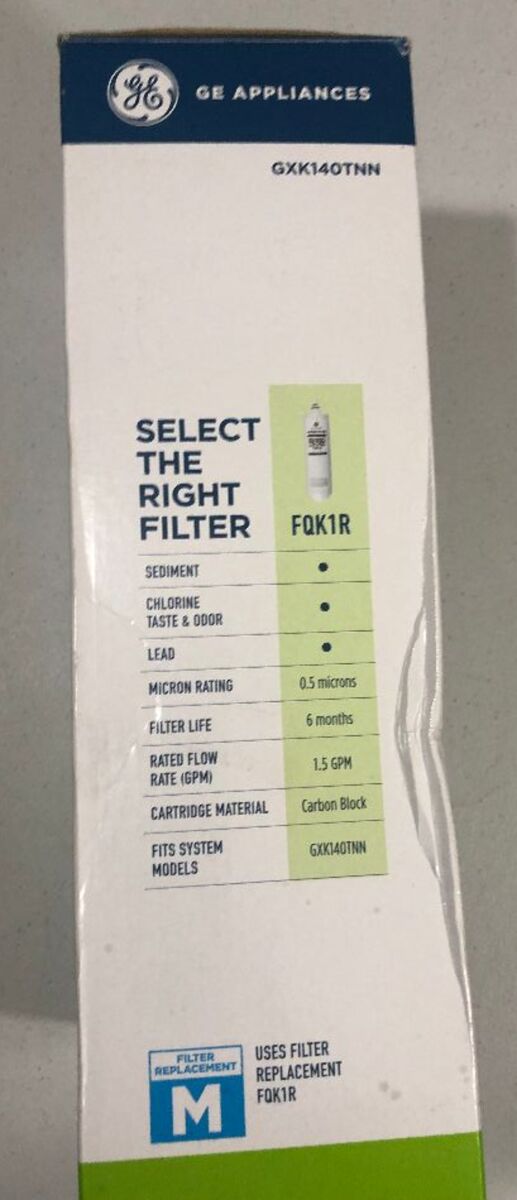 GE APPLIANCES
GXK140TNN
SELECT
THE
RIGHT
FILTER
FQK1R
SEDIMENT •
CHLORINE
TASTE & ODOR •
LEAD •
MICRON RATING 0.5 microns
FILTER LIFE 6 months
RATED FLOW
RATE (GPM) 1.5 GPM
CARTRIDGE MATERIAL Carbon Block
FITS SYSTEM
MODELS GXK140TNN
FILTER
REPLACEMENT
M
USES FILTER
REPLACEMENT
FQK1R